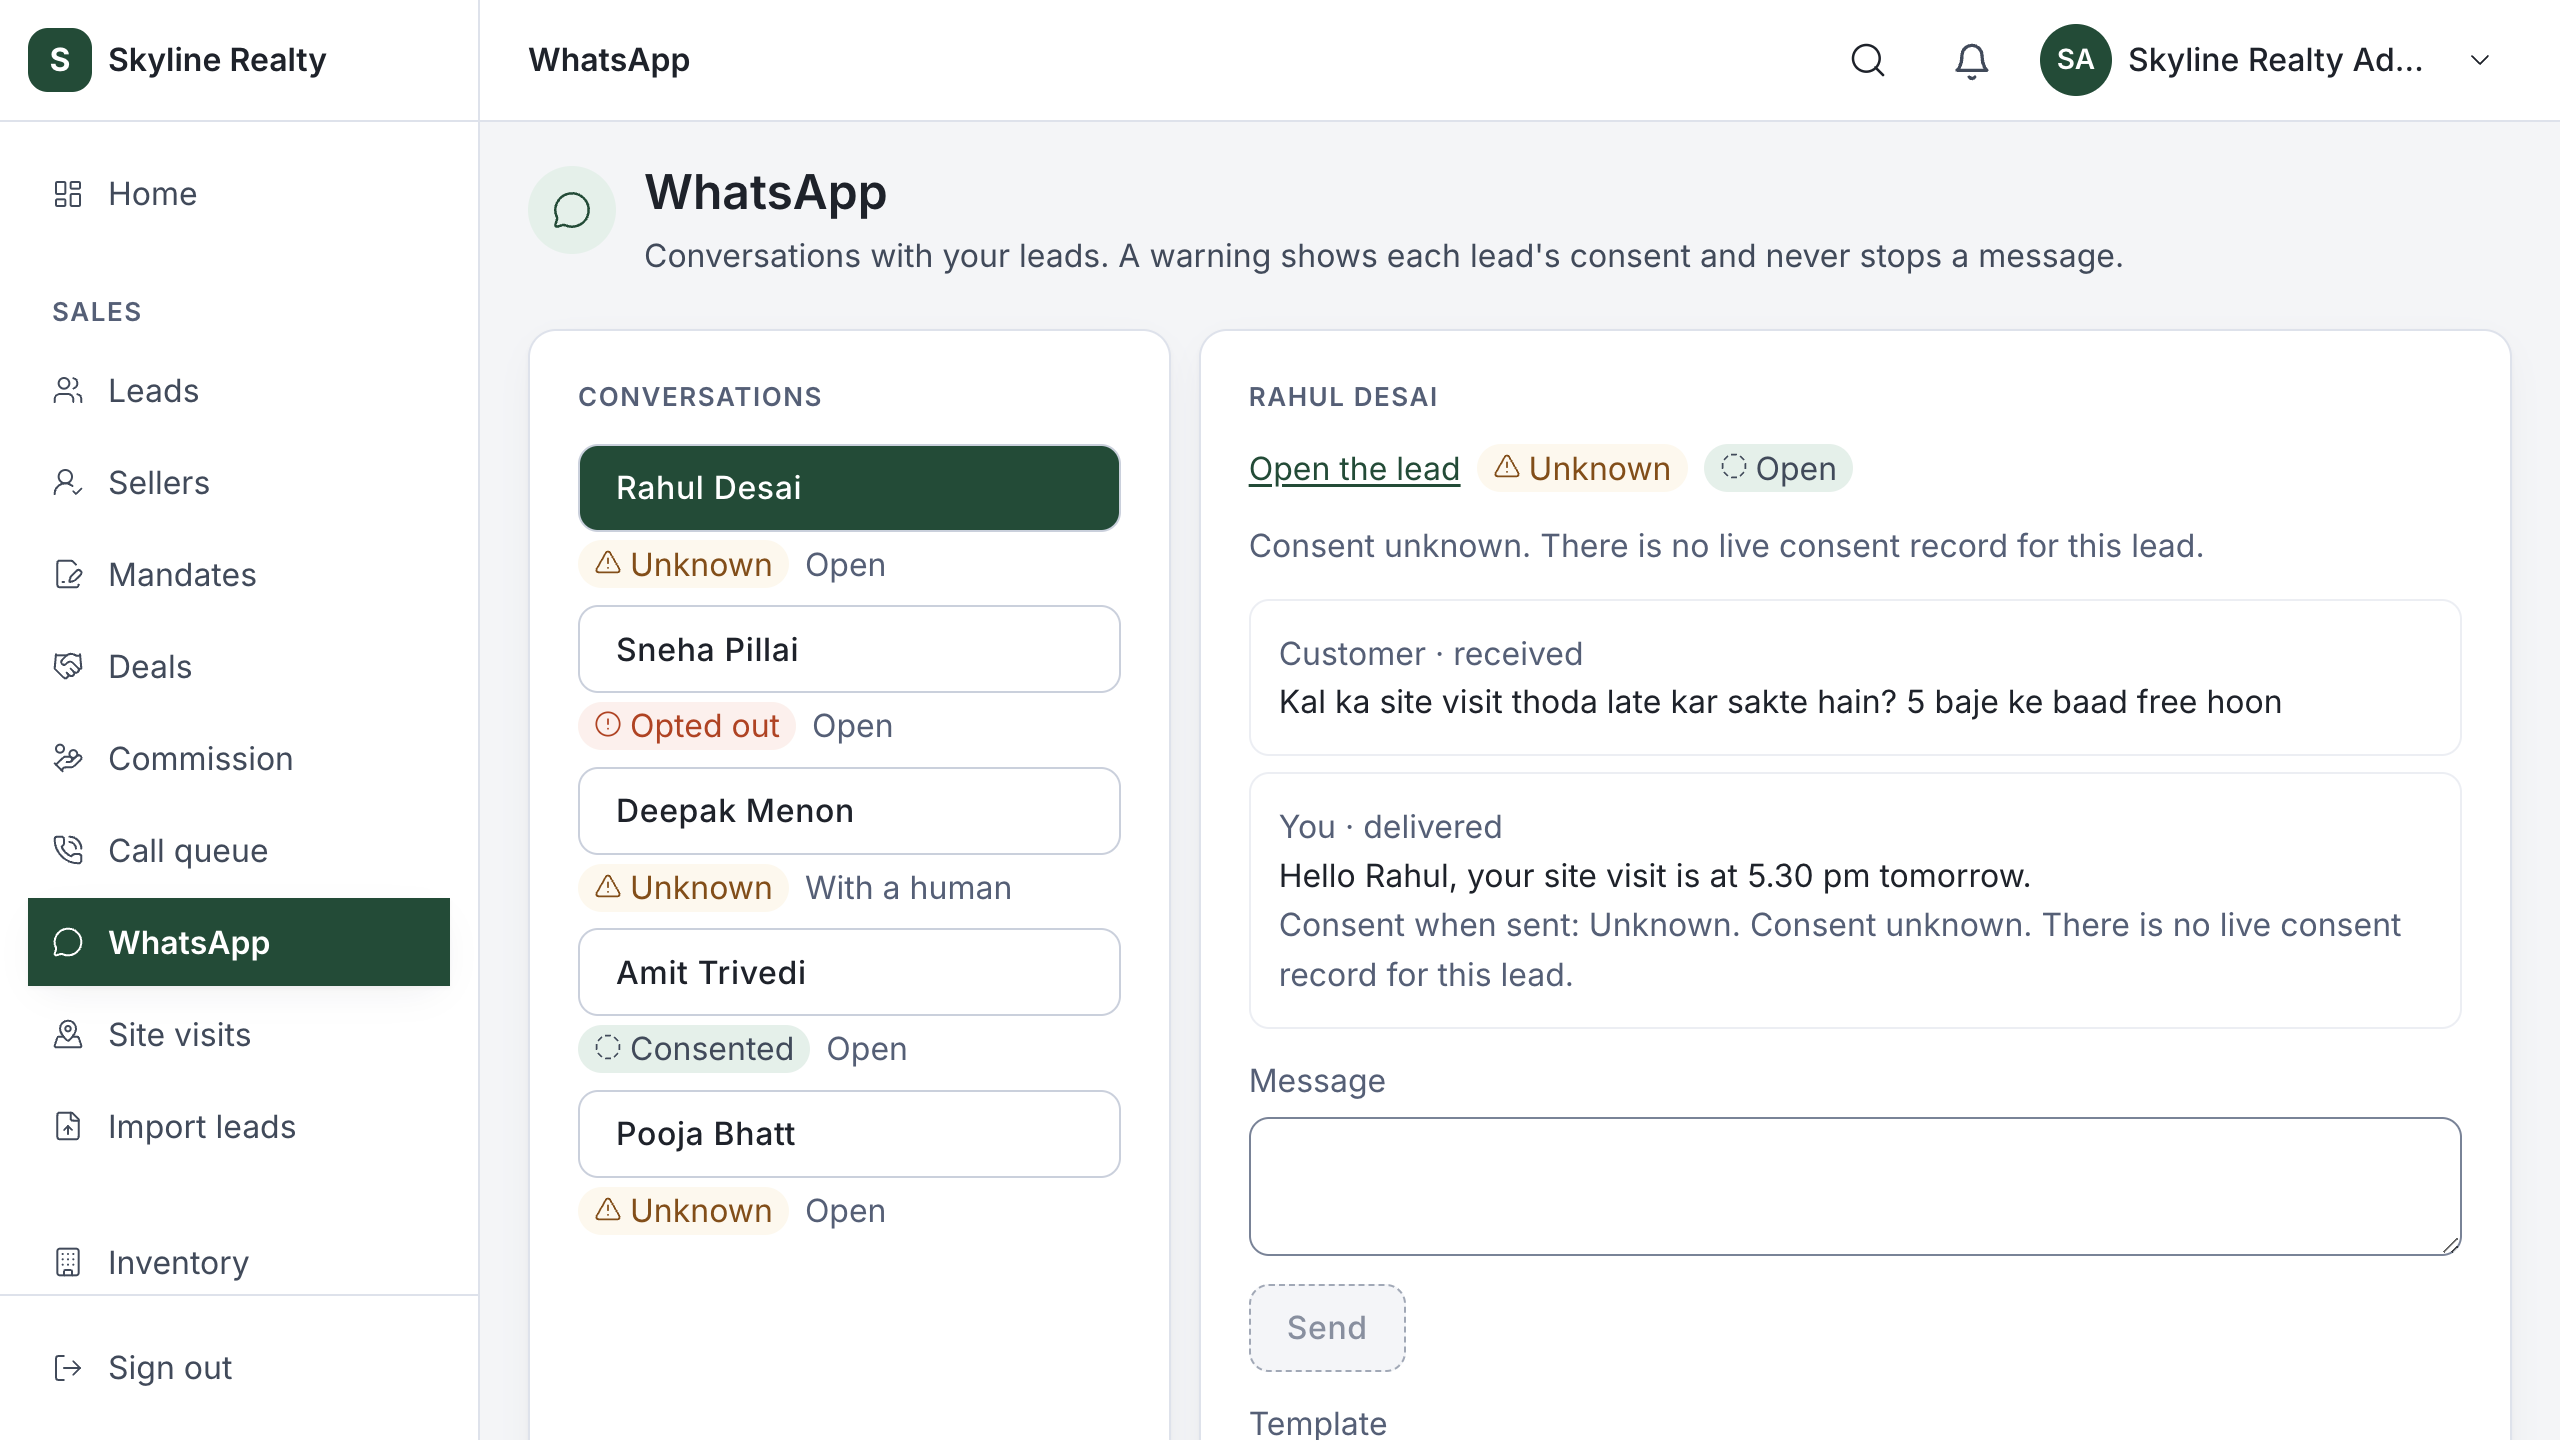 S Skyline Realty
WhatsApp
SA Skyline Realty Ad...
Home
SALES
Leads
Sellers
Mandates
Deals
Commission
Call queue
WhatsApp
Site visits
Import leads
Inventory
Sign out
WhatsApp
Conversations with your leads. A warning shows each lead's consent and never stops a message.
CONVERSATIONS
Rahul Desai
Unknown Open
Sneha Pillai
Opted out Open
Deepak Menon
Unknown With a human
Amit Trivedi
Consented Open
Pooja Bhatt
Unknown Open
RAHUL DESAI
Open the lead Unknown Open
Consent unknown. There is no live consent record for this lead.
Customer · received
Kal ka site visit thoda late kar sakte hain? 5 baje ke baad free hoon
You · delivered
Hello Rahul, your site visit is at 5.30 pm tomorrow.
Consent when sent: Unknown. Consent unknown. There is no live consent
record for this lead.
Message
Send
Template